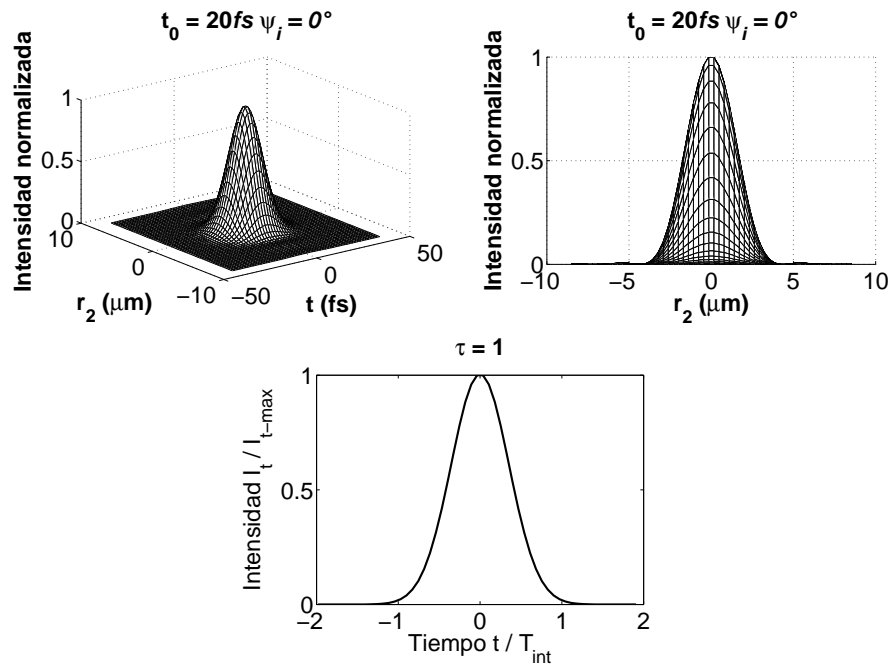 t₀ = 20fs ψᵢ = 0°
Intensidad normalizada
1
0.5
0
10
0
−10
r₂ (μm)
−50
0
50
t (fs)
t₀ = 20fs ψᵢ = 0°
Intensidad normalizada
1
0.5
0
−10
−5
0
5
10
r₂ (μm)
τ = 1
Intensidad Iₜ / Iₜ₋ₘₐₓ
1
0.5
0
−2
−1
0
1
2
Tiempo t / T_int